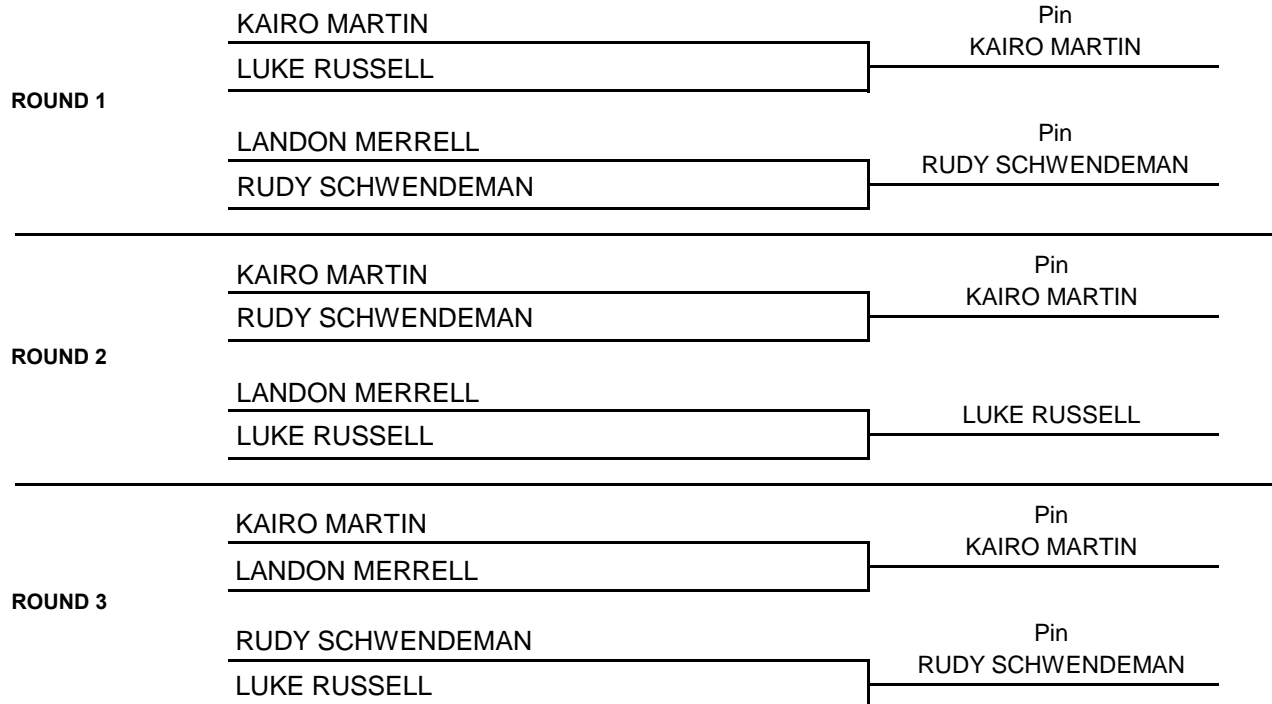 KAIRO MARTIN
LUKE RUSSELL
Pin
KAIRO MARTIN
ROUND 1
LANDON MERRELL
RUDY SCHWENDEMAN
Pin
RUDY SCHWENDEMAN
KAIRO MARTIN
RUDY SCHWENDEMAN
Pin
KAIRO MARTIN
ROUND 2
LANDON MERRELL
LUKE RUSSELL
LUKE RUSSELL
KAIRO MARTIN
LANDON MERRELL
Pin
KAIRO MARTIN
ROUND 3
RUDY SCHWENDEMAN
LUKE RUSSELL
Pin
RUDY SCHWENDEMAN